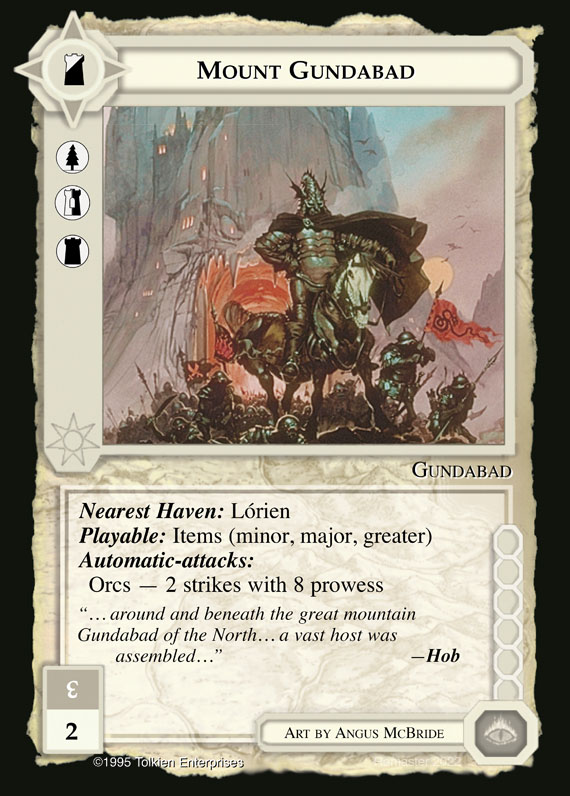 Mount Gundabad
Gundabad
Nearest Haven: Lórien
Playable: Items (minor, major, greater)
Automatic-attacks:
Orcs — 2 strikes with 8 prowess
“… around and beneath the great mountain
Gundabad of the North… a vast host was
assembled…” —Hob
3
2
Art by Angus McBride
©1995 Tolkien Enterprises